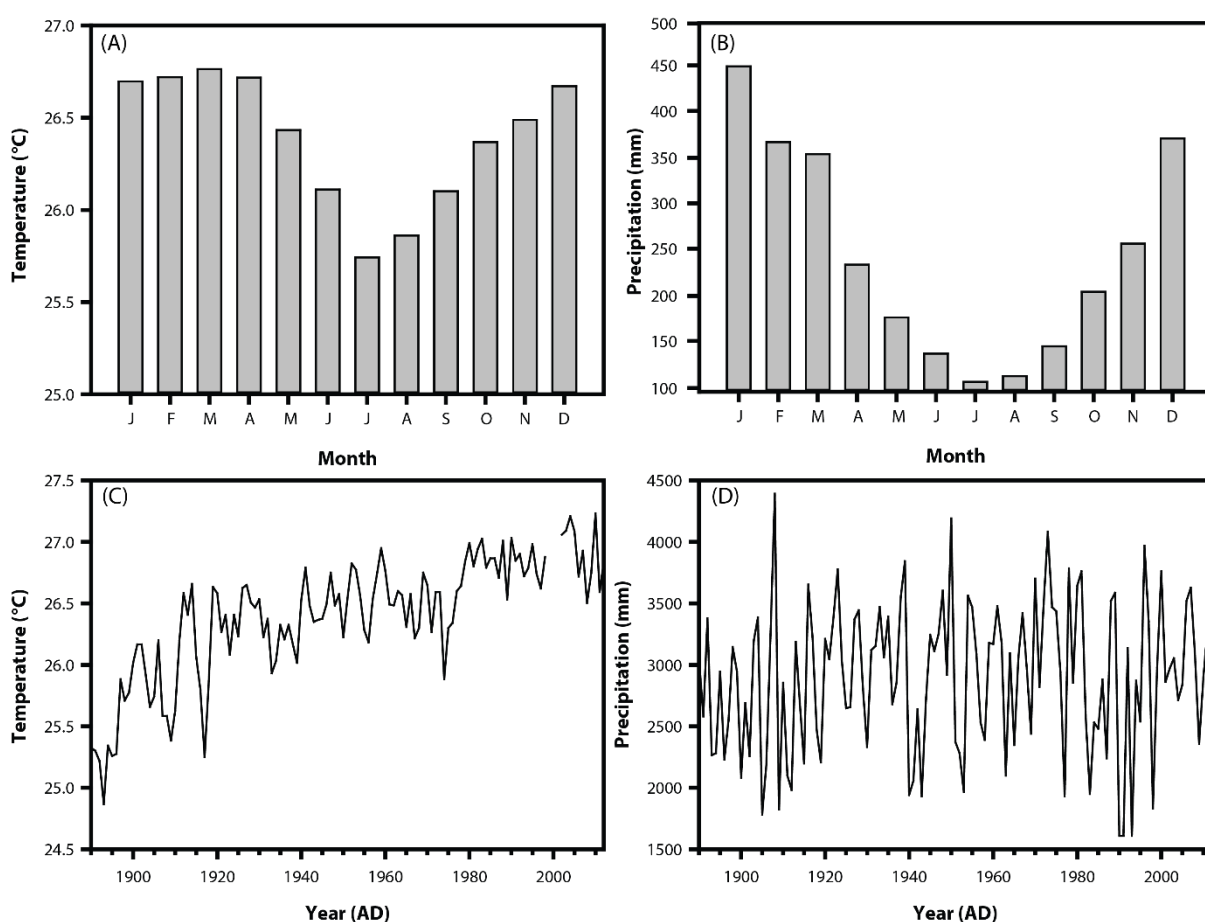 (A)
27.0
26.5
26.0
25.5
25.0
Temperature (°C)
J F M A M J J A S O N D
Month
(B)
500
450
400
350
300
250
200
150
100
Precipitation (mm)
J F M A M J J A S O N D
Month
(C)
27.5
27.0
26.5
26.0
25.5
25.0
24.5
Temperature (°C)
1900 1920 1940 1960 1980 2000
Year (AD)
(D)
4500
4000
3500
3000
2500
2000
1500
Precipitation (mm)
1900 1920 1940 1960 1980 2000
Year (AD)